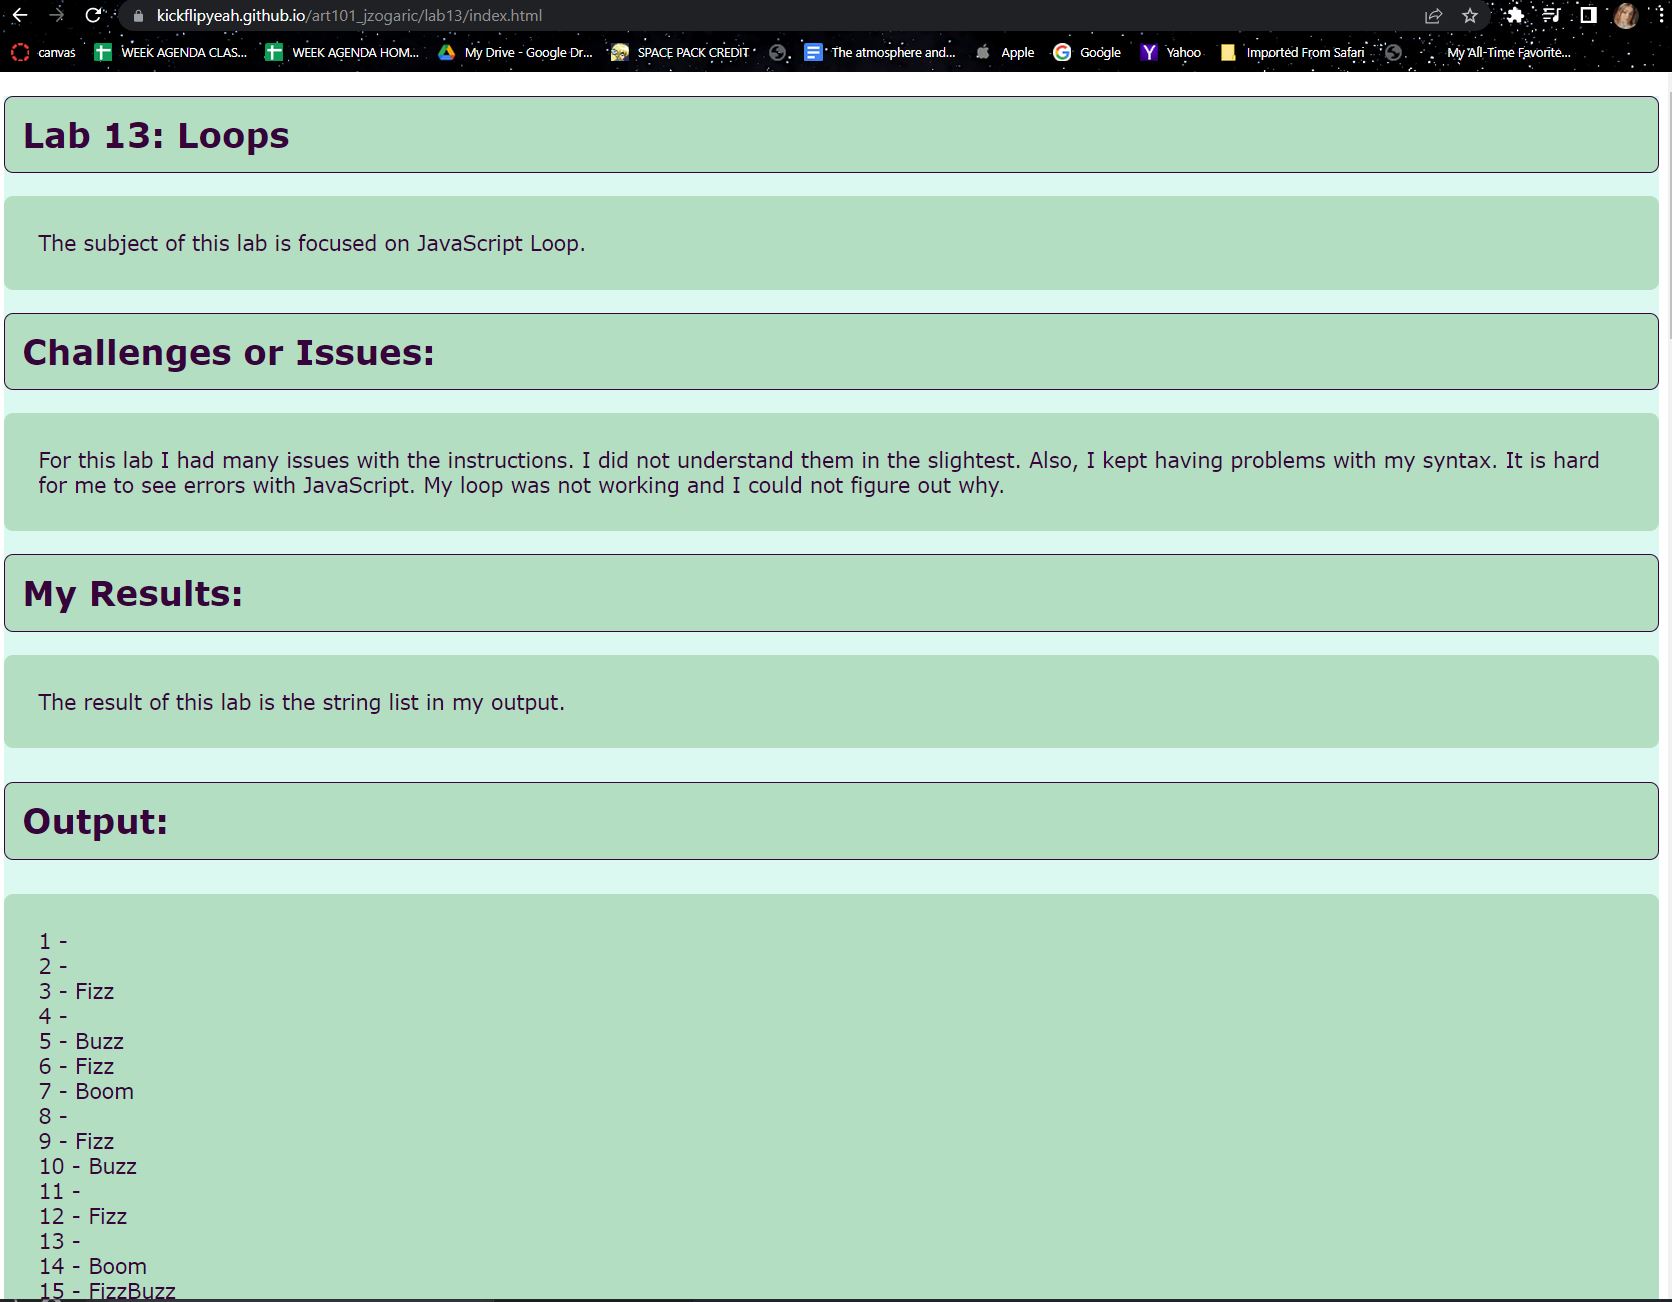 kickflipyeah.github.io/art101_jzogaric/lab13/index.html
canvas WEEK AGENDA CLAS... WEEK AGENDA HOM... My Drive - Google Dr... SPACE PACK CREDIT The atmosphere and... Apple Google Yahoo Imported From Safari My All-Time Favorite...
Lab 13: Loops
The subject of this lab is focused on JavaScript Loop.
Challenges or Issues:
For this lab I had many issues with the instructions. I did not understand them in the slightest. Also, I kept having problems with my syntax. It is hard
for me to see errors with JavaScript. My loop was not working and I could not figure out why.
My Results:
The result of this lab is the string list in my output.
Output:
1 -
2 -
3 - Fizz
4 -
5 - Buzz
6 - Fizz
7 - Boom
8 -
9 - Fizz
10 - Buzz
11 -
12 - Fizz
13 -
14 - Boom
15 - FizzBuzz